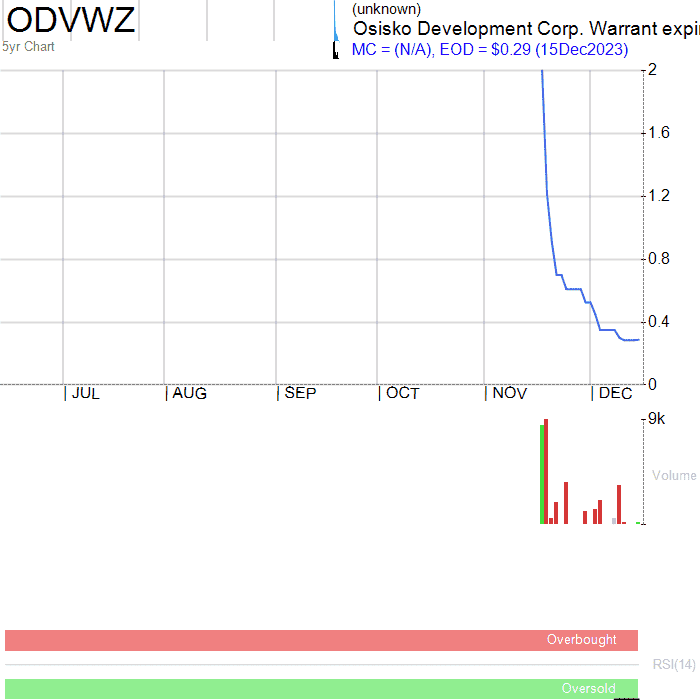 ODVWZ
(unknown)
Osisko Development Corp. Warrant expi
5yr Chart
MC = (N/A), EOD = $0.29 (15Dec2023)
2
1.6
1.2
0.8
0.4
0
JUL AUG SEP OCT NOV DEC
9k
Volume
Overbought
RSI(14)
Oversold